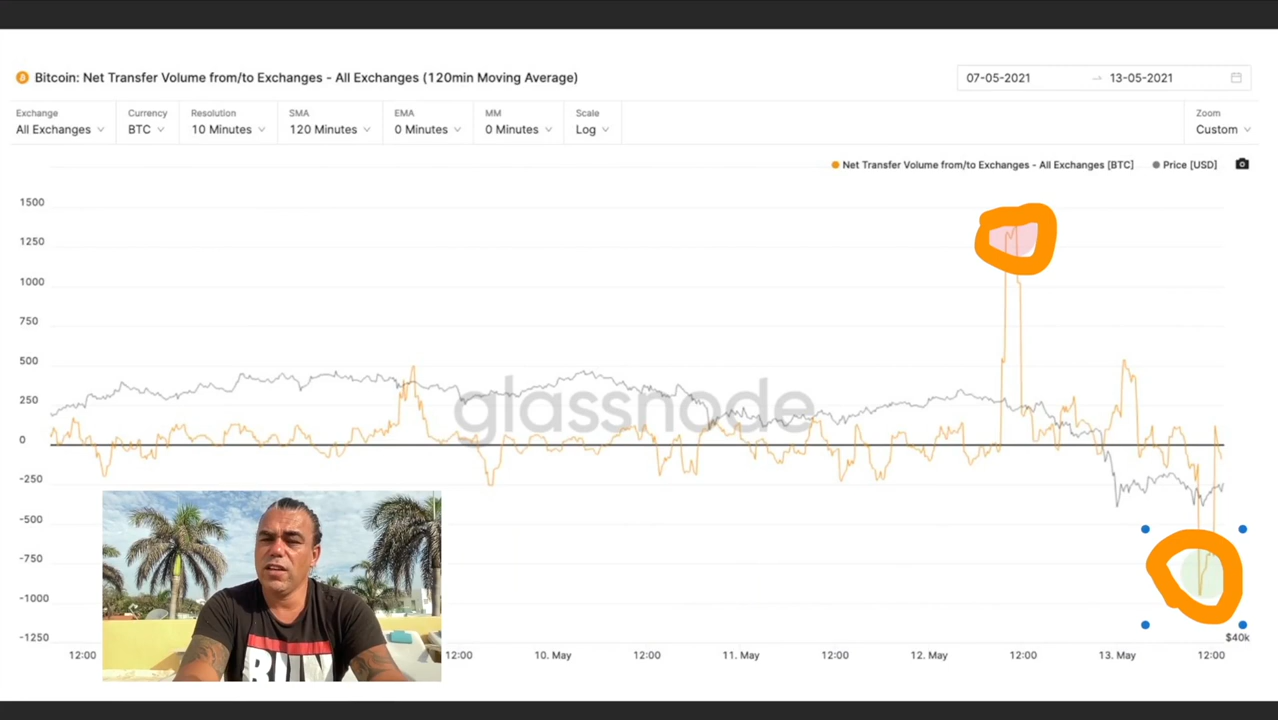 Bitcoin: Net Transfer Volume from/to Exchanges - All Exchanges (120min Moving Average)
07-05-2021 → 13-05-2021
Exchange Currency Resolution SMA EMA MM Scale Zoom
All Exchanges BTC 10 Minutes 120 Minutes 0 Minutes 0 Minutes Log Custom
Net Transfer Volume from/to Exchanges - All Exchanges [BTC] Price [USD]
1500
1250
1000
750
500
250
0
-250
-500
-750
-1000
-1250
glassnode
$40k
12:00 12:00 10. May 12:00 11. May 12:00 12. May 12:00 13. May 12:00